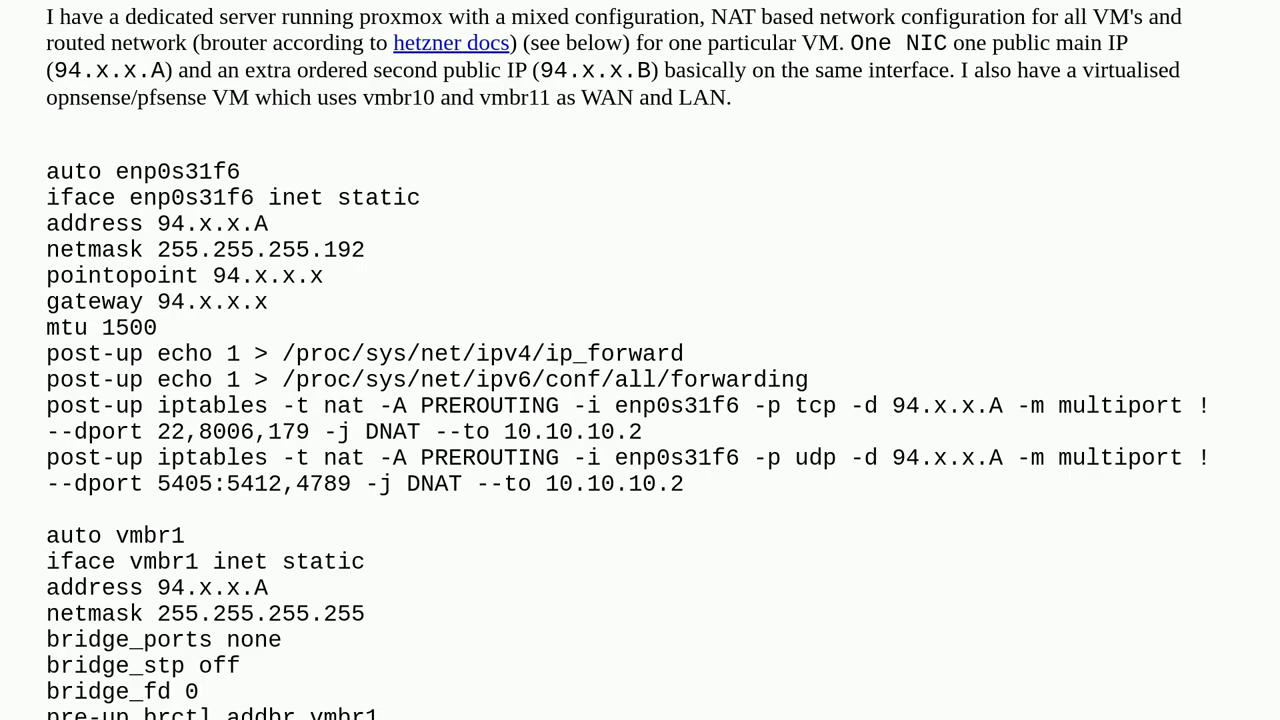 I have a dedicated server running proxmox with a mixed configuration, NAT based network configuration for all VM's and
routed network (brouter according to hetzner docs) (see below) for one particular VM. One NIC one public main IP
(94.x.x.A) and an extra ordered second public IP (94.x.x.B) basically on the same interface. I also have a virtualised
opnsense/pfsense VM which uses vmbr10 and vmbr11 as WAN and LAN.
auto enp0s31f6
iface enp0s31f6 inet static
address 94.x.x.A
netmask 255.255.255.192
pointopoint 94.x.x.x
gateway 94.x.x.x
mtu 1500
post-up echo 1 > /proc/sys/net/ipv4/ip_forward
post-up echo 1 > /proc/sys/net/ipv6/conf/all/forwarding
post-up iptables -t nat -A PREROUTING -i enp0s31f6 -p tcp -d 94.x.x.A -m multiport !
--dport 22,8006,179 -j DNAT --to 10.10.10.2
post-up iptables -t nat -A PREROUTING -i enp0s31f6 -p udp -d 94.x.x.A -m multiport !
--dport 5405:5412,4789 -j DNAT --to 10.10.10.2
auto vmbr1
iface vmbr1 inet static
address 94.x.x.A
netmask 255.255.255.255
bridge_ports none
bridge_stp off
bridge_fd 0
pre-up brctl addbr vmbr1